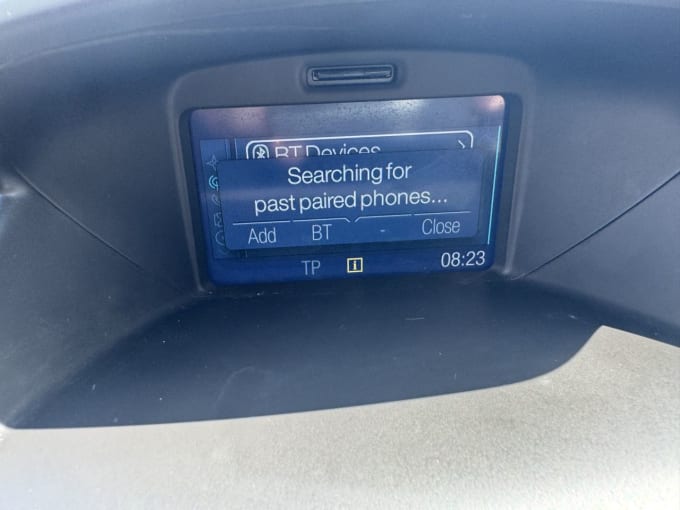 BT Devices
Searching for
past paired phones...
Add BT Close
TP i 08:23